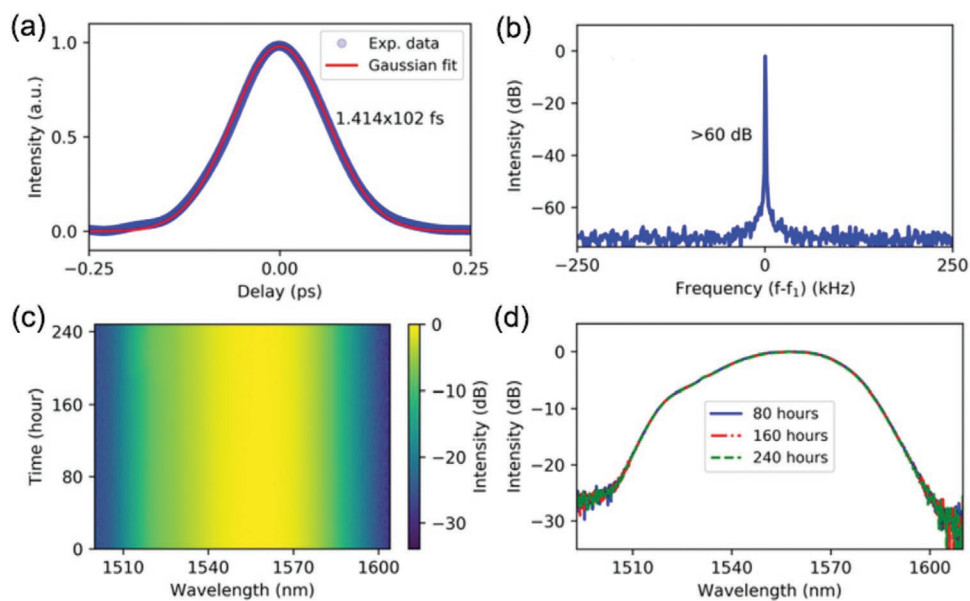 (a)
Intensity (a.u.)
1.0
0.5
0.0
Exp. data
Gaussian fit
1.414x102 fs
−0.25
0.00
0.25
Delay (ps)
(b)
Intensity (dB)
0
−20
−40
−60
>60 dB
−250
0
250
Frequency (f-f₁) (kHz)
(c)
Time (hour)
240
160
80
0
1510
1540
1570
1600
Wavelength (nm)
0
−10
−20
−30
Intensity (dB)
(d)
Intensity (dB)
0
−10
−20
−30
80 hours
160 hours
240 hours
1510
1540
1570
1600
Wavelength (nm)